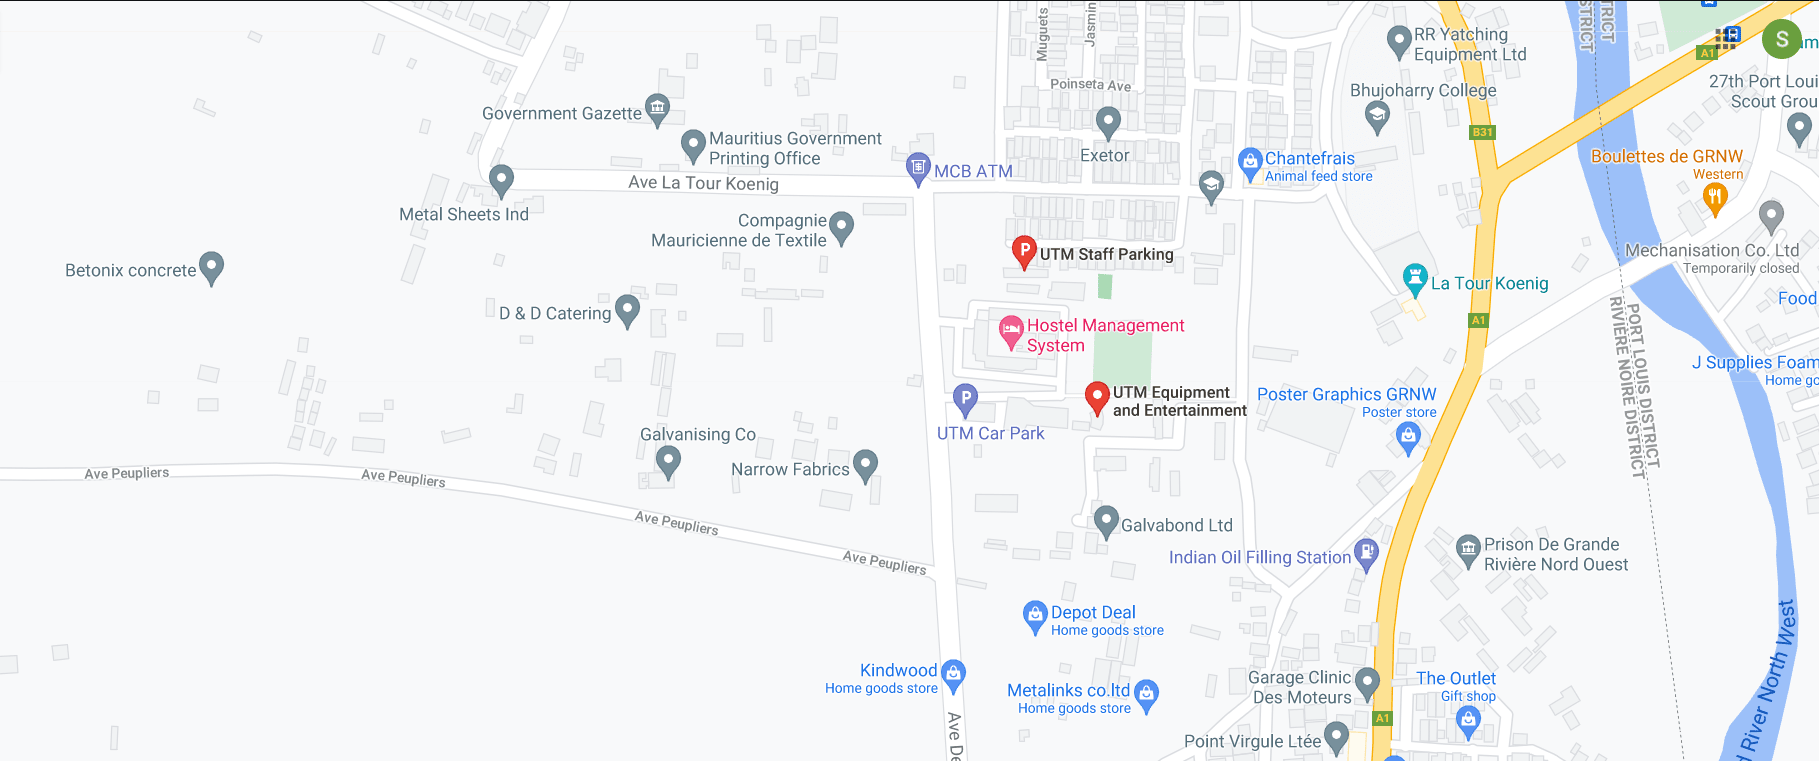 Muguets
Jasmin
STRICT
TRICT
RR Yatching
Equipment Ltd
A1
S
am
Poinseta Ave
Bhujoharry College
27th Port Loui
Scout Grou
Government Gazette
Mauritius Government
Printing Office
B31
Exetor
Chantefrais
Animal feed store
Boulettes de GRNW
Western
MCB ATM
Ave La Tour Koenig
Metal Sheets Ind
Compagnie
Mauricienne de Textile
P
UTM Staff Parking
Mechanisation Co. Ltd
Temporarily closed
Betonix concrete
La Tour Koenig
Food
D & D Catering
A1
Hostel Management
System
PORT LOUIS DISTRICT
RIVIÈRE NOIRE DISTRICT
J Supplies Foam
Home go
UTM Equipment
and Entertainment
P
UTM Car Park
Poster Graphics GRNW
Poster store
Galvanising Co
Narrow Fabrics
Ave Peupliers
Ave Peupliers
Ave Peupliers
Ave Peupliers
Galvabond Ltd
Indian Oil Filling Station
Prison De Grande
Rivière Nord Ouest
Depot Deal
Home goods store
Kindwood
Home goods store
Metalinks co.ltd
Home goods store
Garage Clinic
Des Moteurs
The Outlet
Gift shop
A1
Point Virgule Ltée
Ave De
d River North West